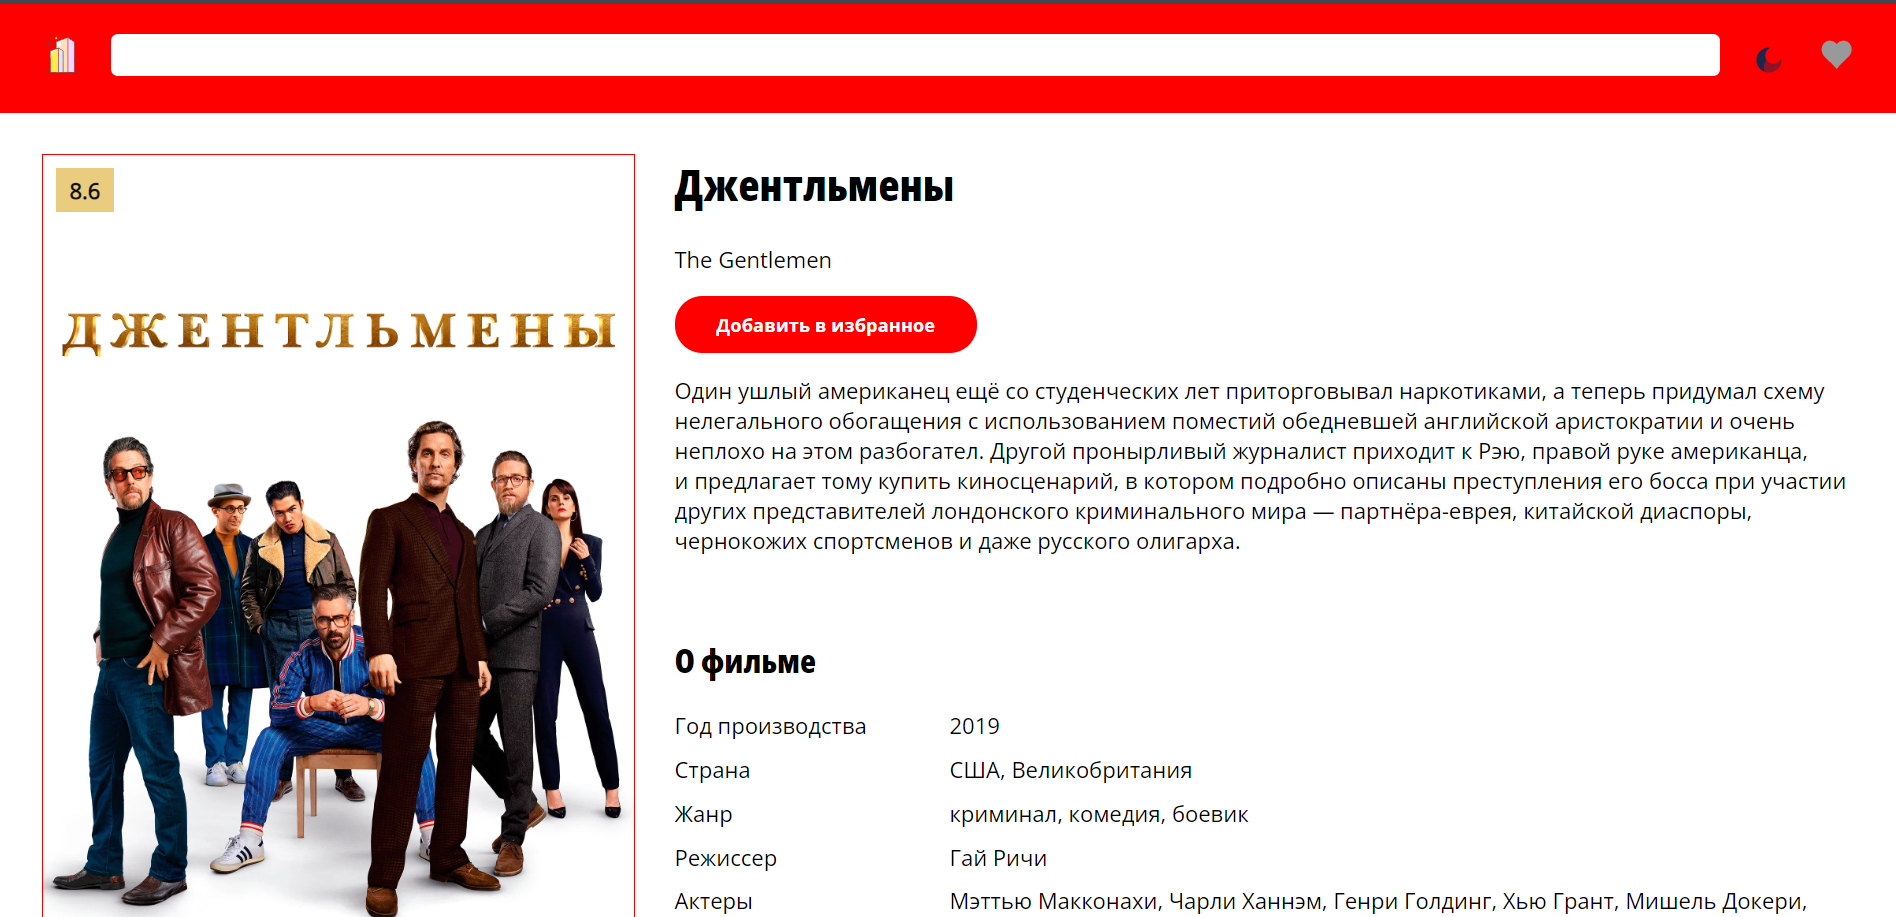 8.6
ДЖЕНТЛЬМЕНЫ
Джентльмены
The Gentlemen
Добавить в избранное
Один ушлый американец ещё со студенческих лет приторговывал наркотиками, а теперь придумал схему
нелегального обогащения с использованием поместий обедневшей английской аристократии и очень
неплохо на этом разбогател. Другой пронырливый журналист приходит к Рэю, правой руке американца,
и предлагает тому купить киносценарий, в котором подробно описаны преступления его босса при участии
других представителей лондонского криминального мира — партнёра-еврея, китайской диаспоры,
чернокожих спортсменов и даже русского олигарха.
О фильме
Год производства 2019
Страна США, Великобритания
Жанр криминал, комедия, боевик
Режиссер Гай Ричи
Актеры Мэттью Макконахи, Чарли Ханнэм, Генри Голдинг, Хью Грант, Мишель Докери,